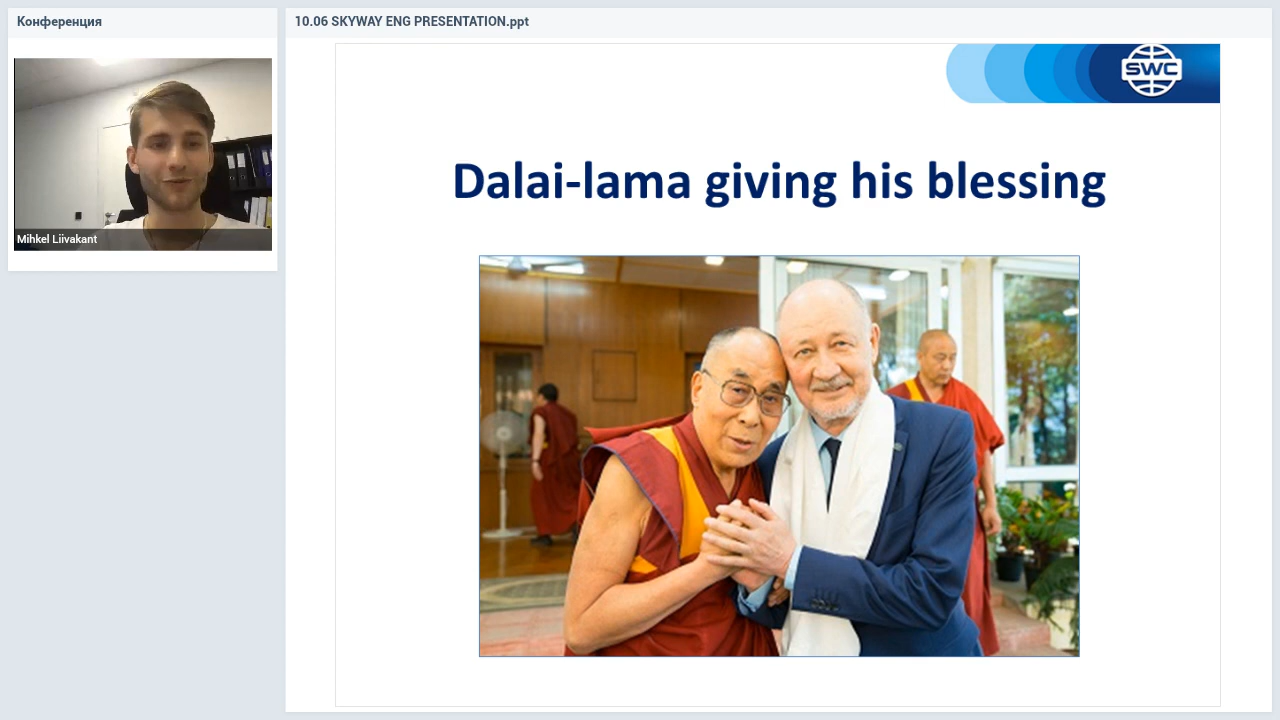 Конференция
10.06 SKYWAY ENG PRESENTATION.ppt
Mihkel Liivakant
SWC
Dalai-lama giving his blessing